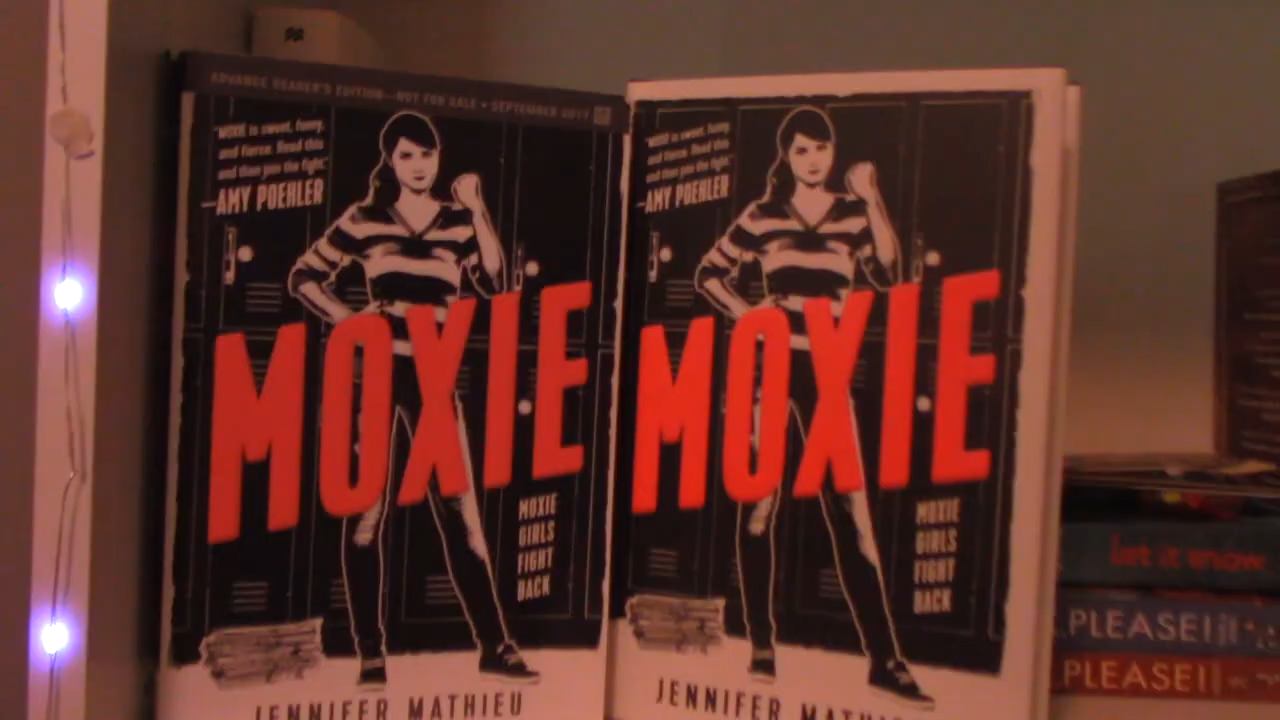 ADVANCE READER'S EDITION—NOT FOR SALE • SEPTEMBER 2017
"MOXIE is sweet, funny,
and fierce. Read this
and then join the fight."
—AMY POEHLER
MOXIE
MOXIE
GIRLS
FIGHT
BACK
JENNIFER MATHIEU
"MOXIE is sweet, funny,
and fierce. Read this
and then join the fight."
—AMY POEHLER
MOXIE
MOXIE
GIRLS
FIGHT
BACK
JENNIFER MATHIEU
let it snow
PLEASE
PLEASE